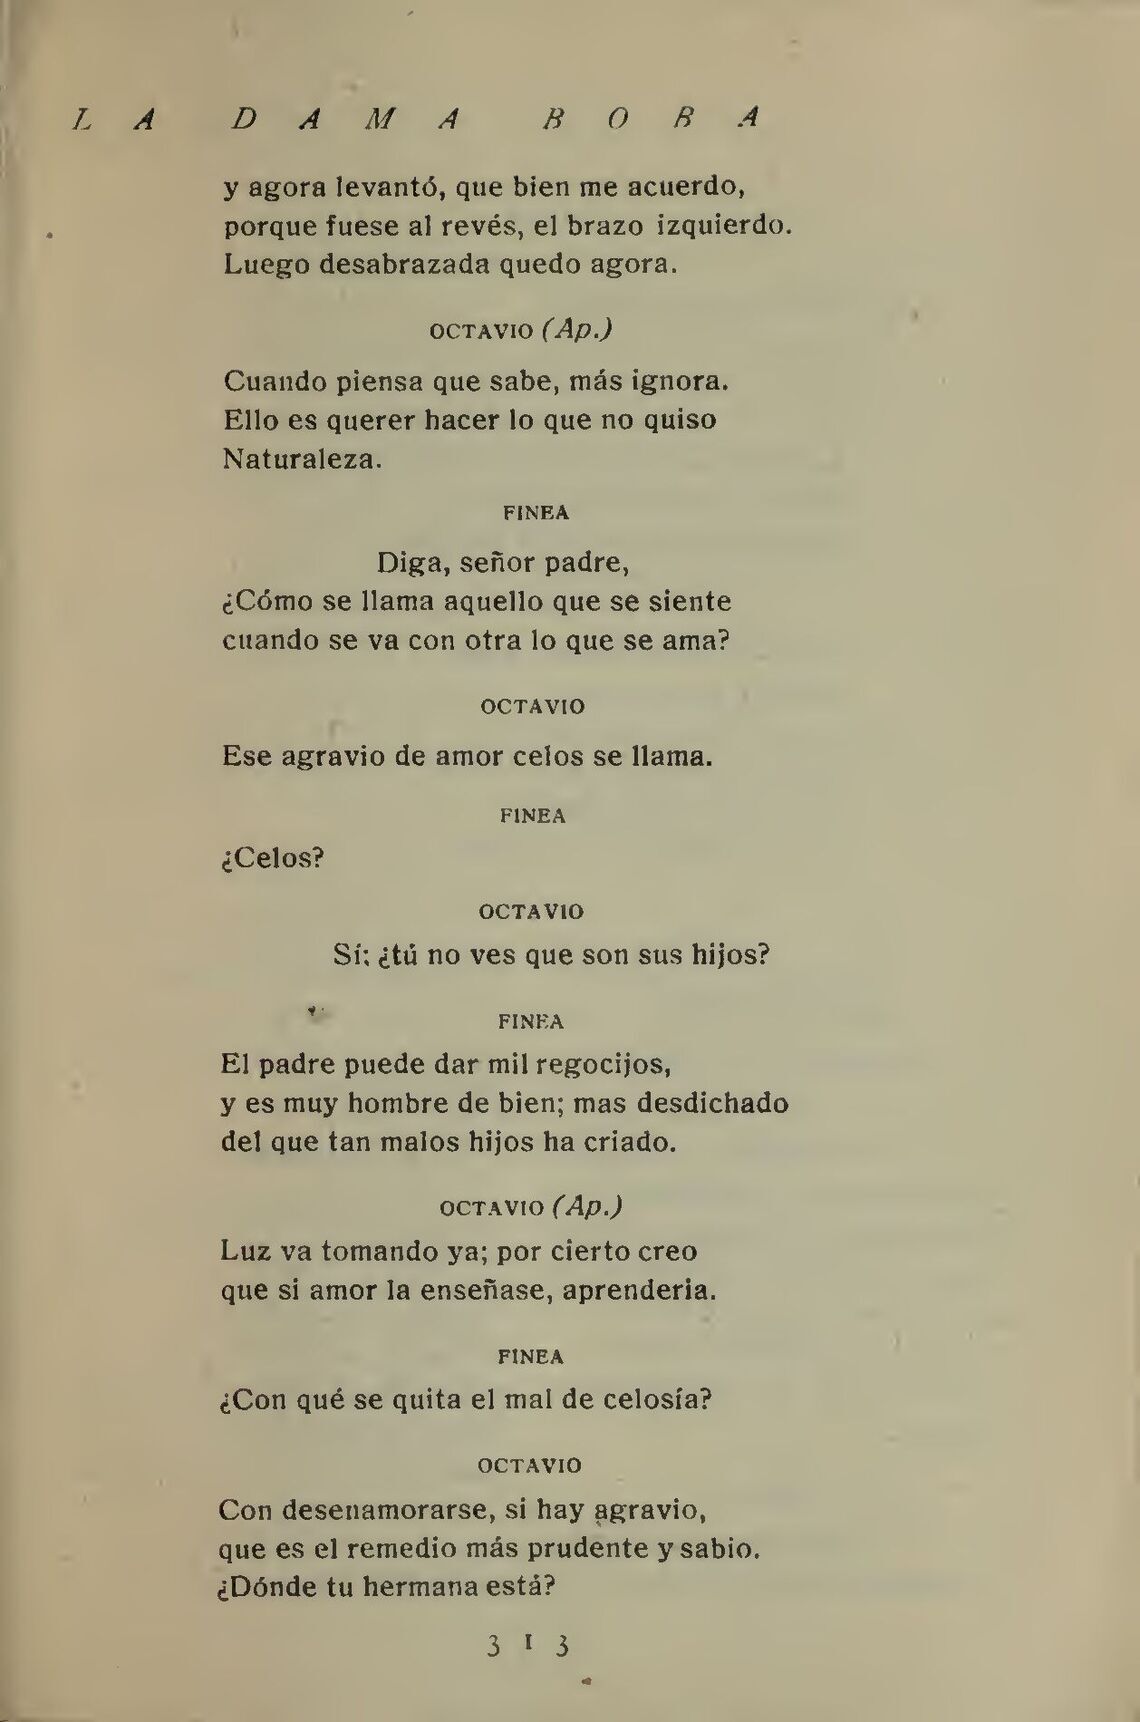 LA DAMA BOBA
y agora levantó, que bien me acuerdo,
porque fuese al revés, el brazo izquierdo.
Luego desabrazada quedo agora.
OCTAVIO (Ap.)
Cuando piensa que sabe, más ignora.
Ello es querer hacer lo que no quiso
Naturaleza.
FINEA
Diga, señor padre,
¿Cómo se llama aquello que se siente
cuando se va con otra lo que se ama?
OCTAVIO
Ese agravio de amor celos se llama.
FINEA
¿Celos?
OCTAVIO
Sí; ¿tú no ves que son sus hijos?
FINEA
El padre puede dar mil regocijos,
y es muy hombre de bien; mas desdichado
del que tan malos hijos ha criado.
OCTAVIO (Ap.)
Luz va tomando ya; por cierto creo
que si amor la enseñase, aprenderia.
FINEA
¿Con qué se quita el mal de celosía?
OCTAVIO
Con desenamorarse, si hay agravio,
que es el remedio más prudente y sabio.
¿Dónde tu hermana está?
313